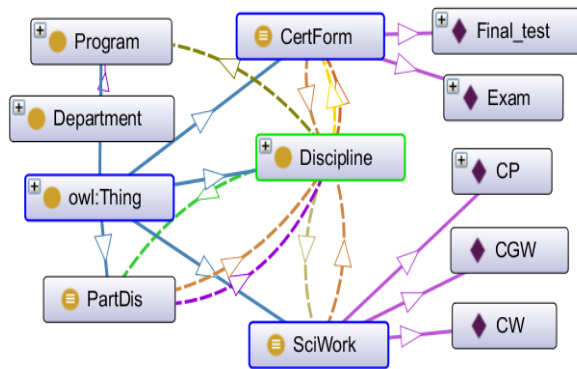 Program
CertForm
Final_test
Exam
Department
Discipline
CP
owl:Thing
CGW
PartDis
SciWork
CW